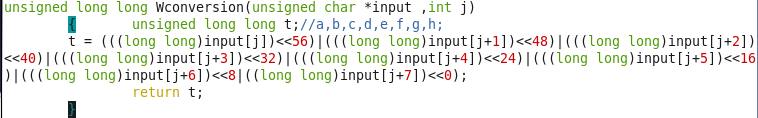 unsigned long long Wconversion(unsigned char *input ,int j)
{ unsigned long long t;//a,b,c,d,e,f,g,h;
t = (((long long)input[j])<<56)|(((long long)input[j+1])<<48)|(((long long)input[j+2])
<<40)|(((long long)input[j+3])<<32)|(((long long)input[j+4])<<24)|(((long long)input[j+5])<<16
)|(((long long)input[j+6])<<8|((long long)input[j+7])<<0);
return t;
}